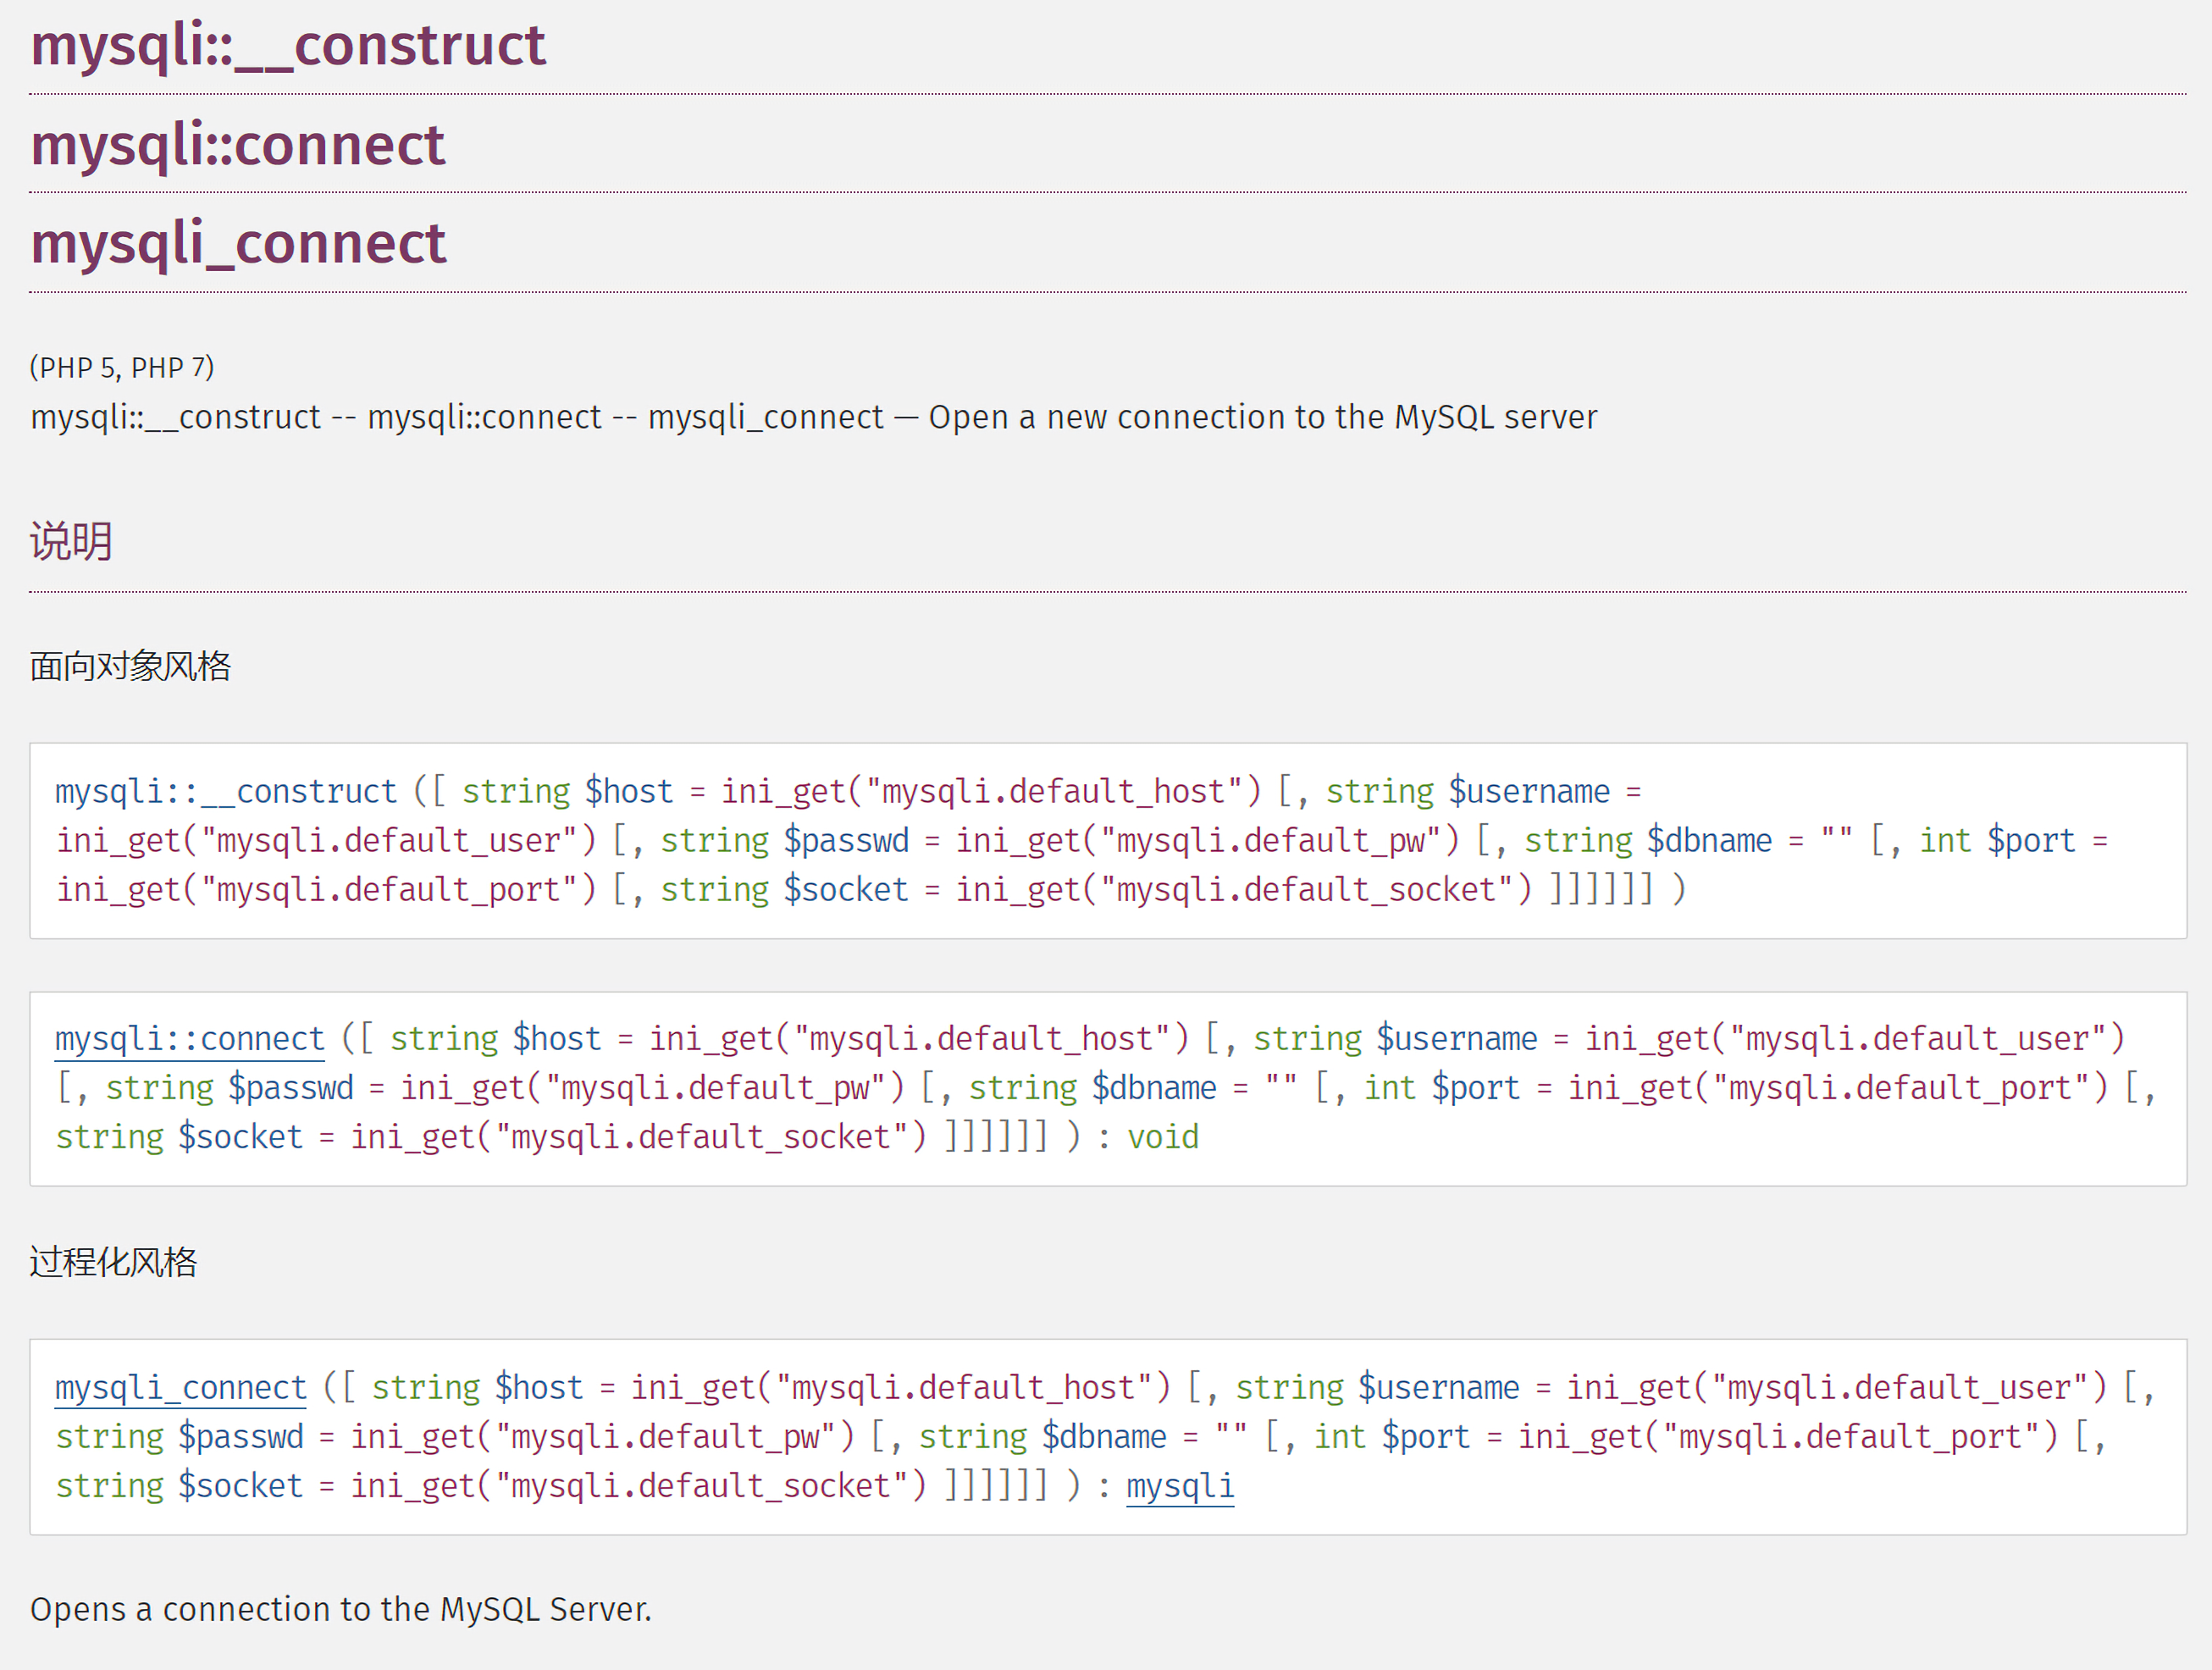 mysqli::__construct
mysqli::connect
mysqli_connect
(PHP 5, PHP 7)
mysqli::__construct -- mysqli::connect -- mysqli_connect — Open a new connection to the MySQL server
说明
面向对象风格
mysqli::__construct ([ string $host = ini_get("mysqli.default_host") [, string $username =
ini_get("mysqli.default_user") [, string $passwd = ini_get("mysqli.default_pw") [, string $dbname = "" [, int $port =
ini_get("mysqli.default_port") [, string $socket = ini_get("mysqli.default_socket") ]]]]]] )
mysqli::connect ([ string $host = ini_get("mysqli.default_host") [, string $username = ini_get("mysqli.default_user")
[, string $passwd = ini_get("mysqli.default_pw") [, string $dbname = "" [, int $port = ini_get("mysqli.default_port") [,
string $socket = ini_get("mysqli.default_socket") ]]]]]] ) : void
过程化风格
mysqli_connect ([ string $host = ini_get("mysqli.default_host") [, string $username = ini_get("mysqli.default_user") [,
string $passwd = ini_get("mysqli.default_pw") [, string $dbname = "" [, int $port = ini_get("mysqli.default_port") [,
string $socket = ini_get("mysqli.default_socket") ]]]]]] ) : mysqli
Opens a connection to the MySQL Server.